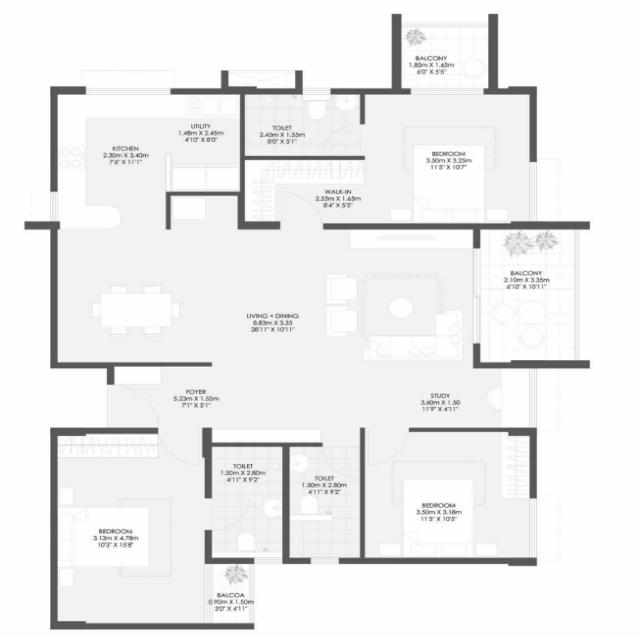 BALCONY
1.85m X 1.65m
6'0" X 5'5"
UTILITY
1.48m X 2.45m
4'10" X 8'0"
TOILET
2.45m X 1.55m
8'0" X 5'1"
KITCHEN
2.30m X 3.40m
7'6" X 11'1"
BEDROOM
3.50m X 3.25m
11'5" X 10'7"
WALK-IN
2.55m X 1.65m
8'4" X 5'5"
BALCONY
2.10m X 3.35m
6'10" X 10'11"
LIVING + DINING
8.83m X 3.35
28'11" X 10'11"
FOYER
5.23m X 1.55m
7'1" X 5'1"
STUDY
3.60m X 1.50
11'9" X 4'11"
TOILET
1.50m X 2.80m
4'11" X 9'2"
TOILET
1.50m X 2.80m
4'11" X 9'2"
BEDROOM
3.50m X 3.18m
11'5" X 10'5"
BEDROOM
3.13m X 4.78m
10'3" X 15'8"
BALCOA
0.90m X 1.50m
3'0" X 4'11"